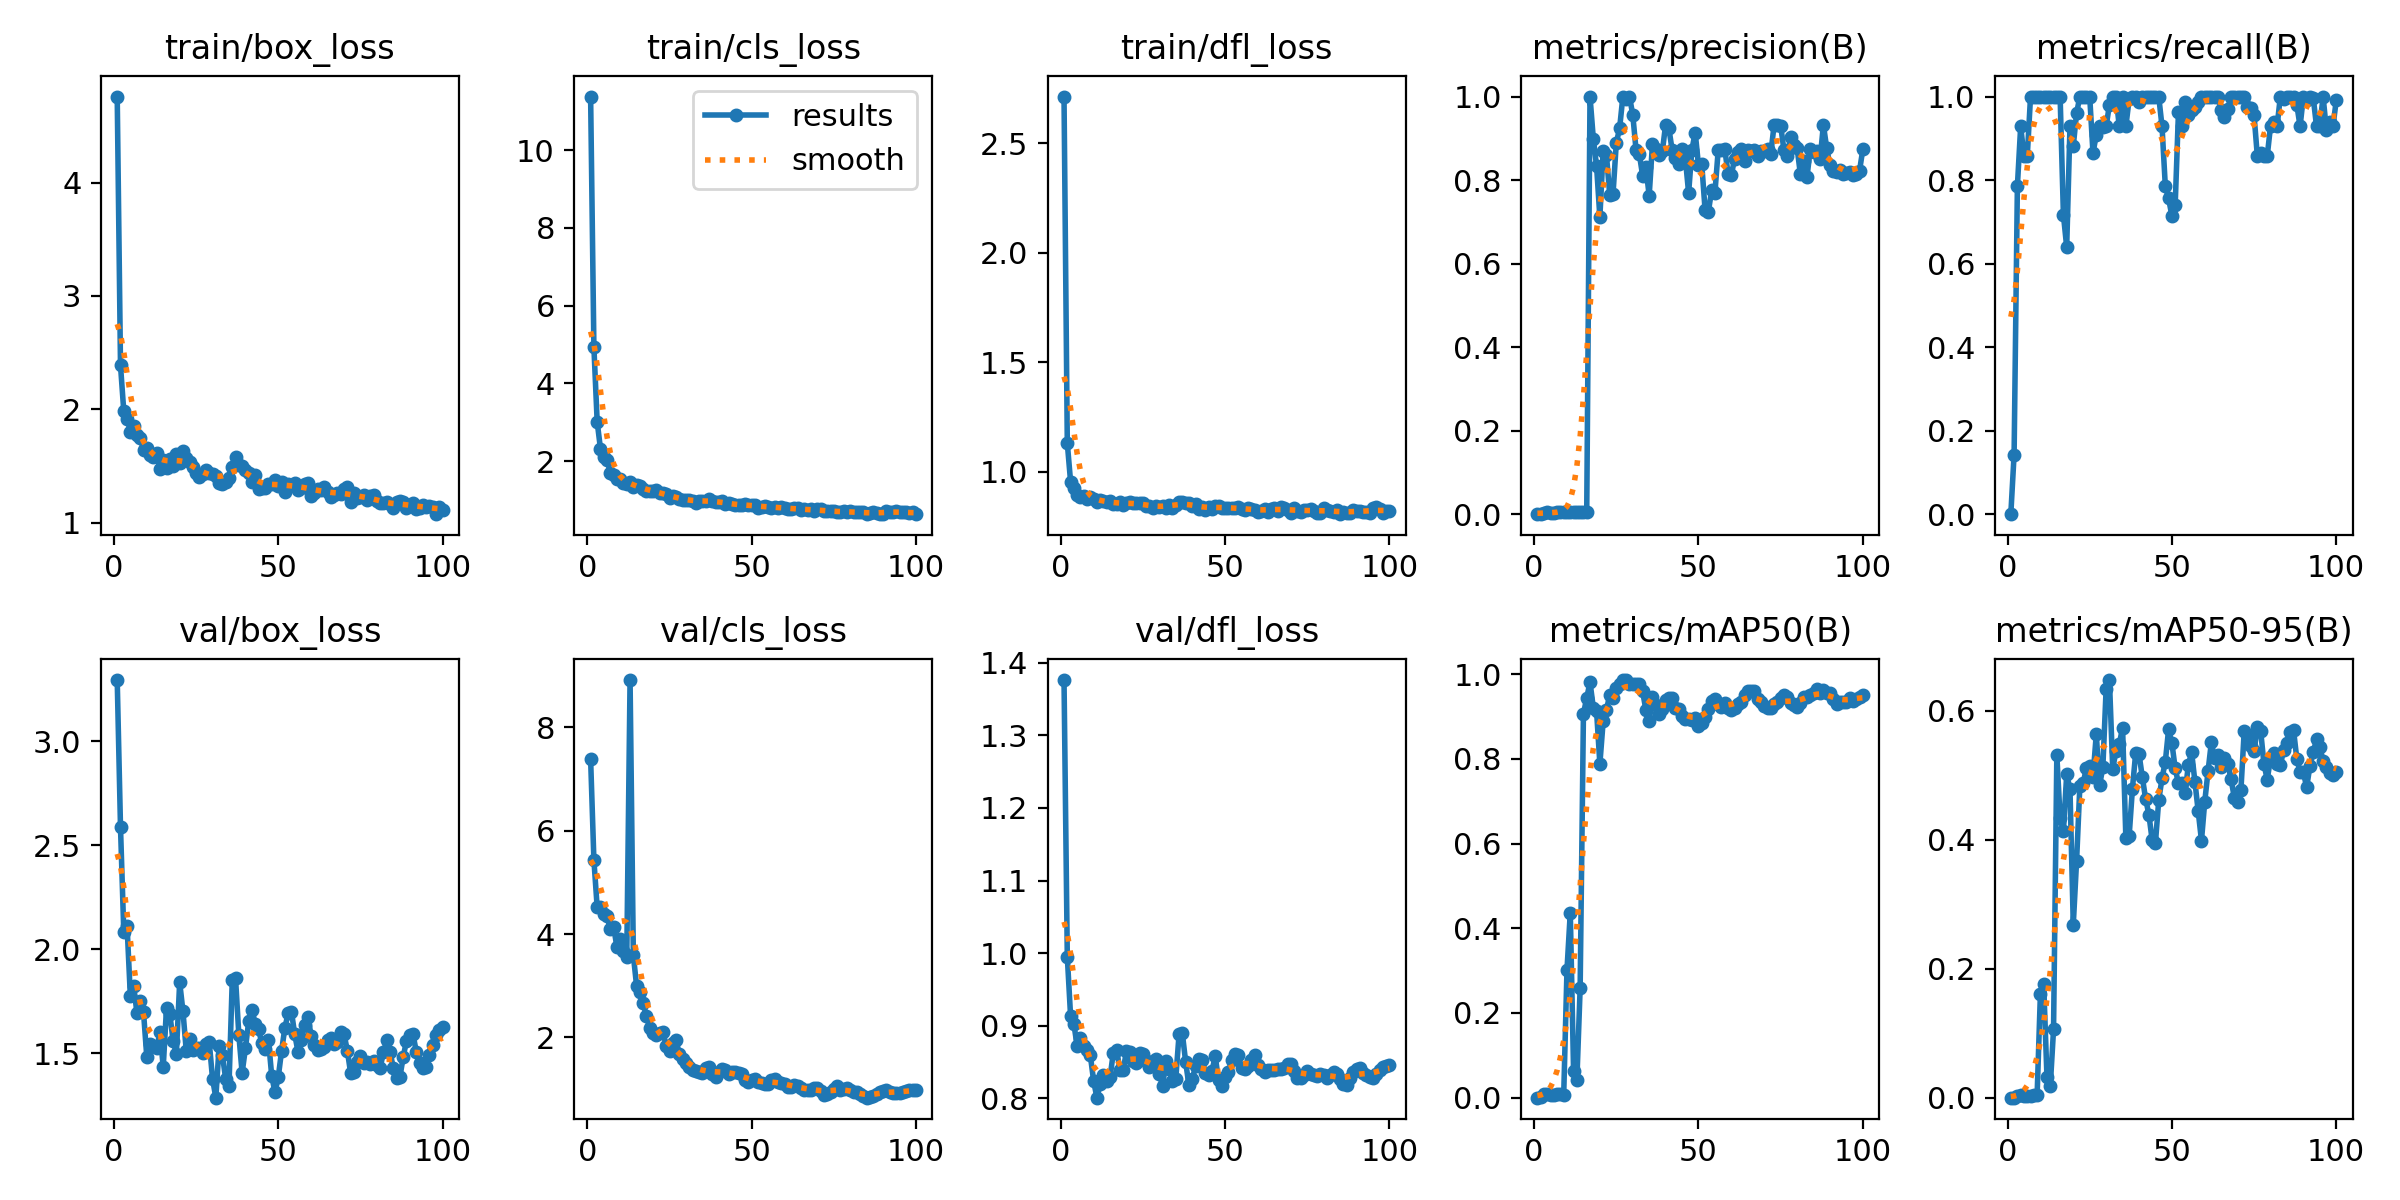 train/box_loss
4
3
2
1
0 50 100
train/cls_loss
results
smooth
10
8
6
4
2
0 50 100
train/dfl_loss
2.5
2.0
1.5
1.0
0 50 100
metrics/precision(B)
1.0
0.8
0.6
0.4
0.2
0.0
0 50 100
metrics/recall(B)
1.0
0.8
0.6
0.4
0.2
0.0
0 50 100
val/box_loss
3.0
2.5
2.0
1.5
0 50 100
val/cls_loss
8
6
4
2
0 50 100
val/dfl_loss
1.4
1.3
1.2
1.1
1.0
0.9
0.8
0 50 100
metrics/mAP50(B)
1.0
0.8
0.6
0.4
0.2
0.0
0 50 100
metrics/mAP50-95(B)
0.6
0.4
0.2
0.0
0 50 100